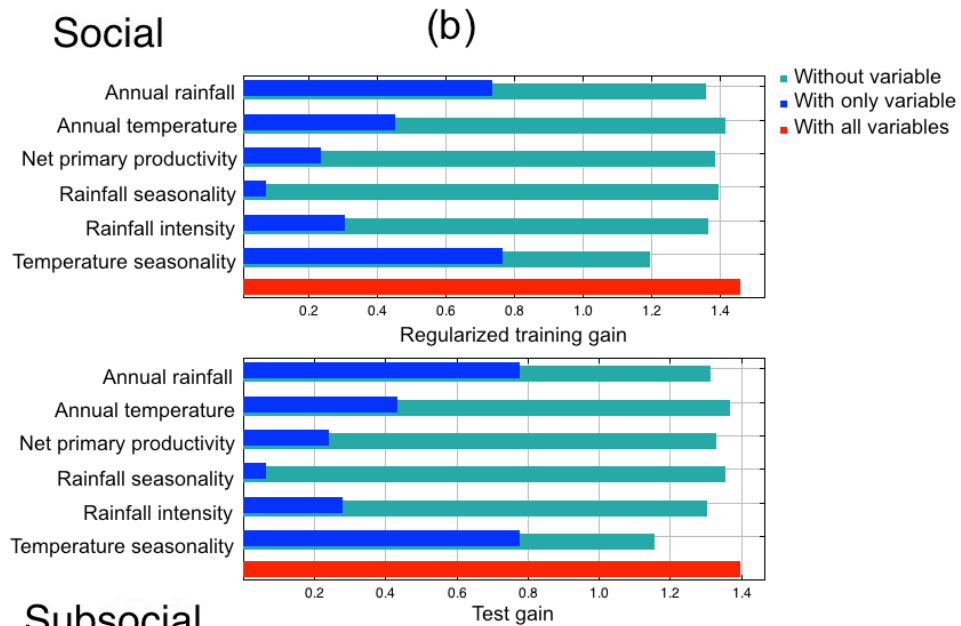 Social
(b)
Without variable
With only variable
With all variables
Annual rainfall
Annual temperature
Net primary productivity
Rainfall seasonality
Rainfall intensity
Temperature seasonality
0.2 0.4 0.6 0.8 1.0 1.2 1.4
Regularized training gain
Annual rainfall
Annual temperature
Net primary productivity
Rainfall seasonality
Rainfall intensity
Temperature seasonality
0.2 0.4 0.6 0.8 1.0 1.2 1.4
Test gain
Subsocial